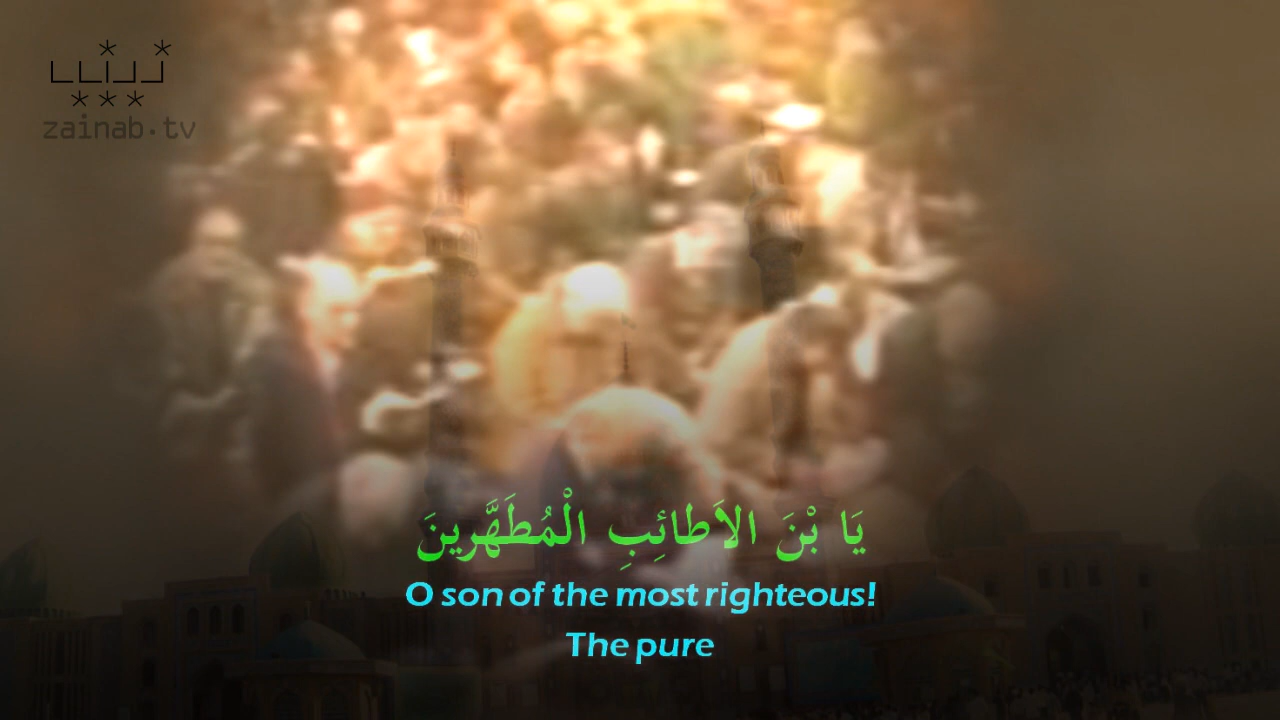 zainab.tv
يَا بْنَ الاَطائِبِ الْمُطَهَّرينَ
O son of the most righteous!
The pure